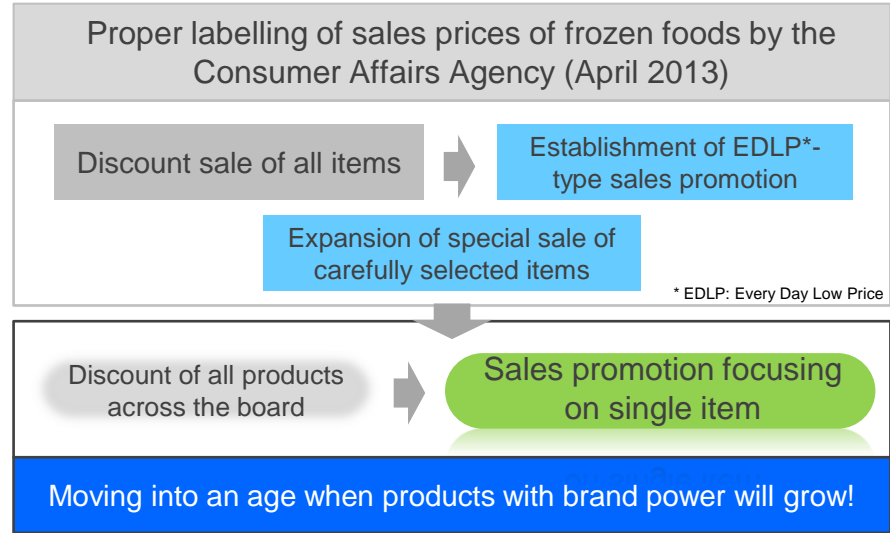 Proper labelling of sales prices of frozen foods by the
Consumer Affairs Agency (April 2013)
Discount sale of all items
Establishment of EDLP*-
type sales promotion
Expansion of special sale of
carefully selected items
* EDLP: Every Day Low Price
Discount of all products
across the board
Sales promotion focusing
on single item
Moving into an age when products with brand power will grow!